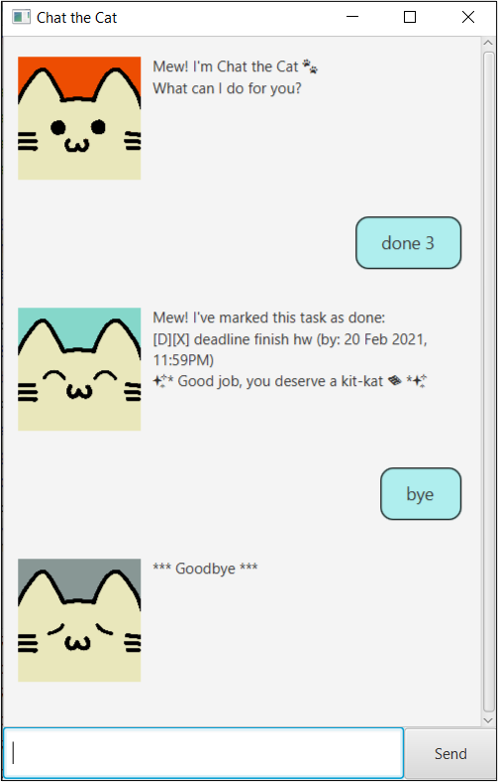 Chat the Cat
Mew! I'm Chat the Cat 🐾
What can I do for you?
done 3
Mew! I've marked this task as done:
[D][X] deadline finish hw (by: 20 Feb 2021,
11:59PM)
✨* Good job, you deserve a kit-kat 🍫 *✨
bye
*** Goodbye ***
Send